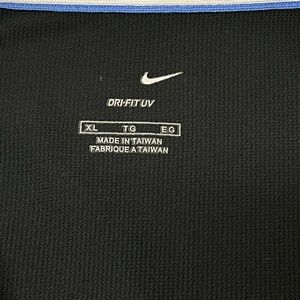 DRI-FIT UV
XL TG EG
MADE IN TAIWAN
FABRIQUE A TAIWAN